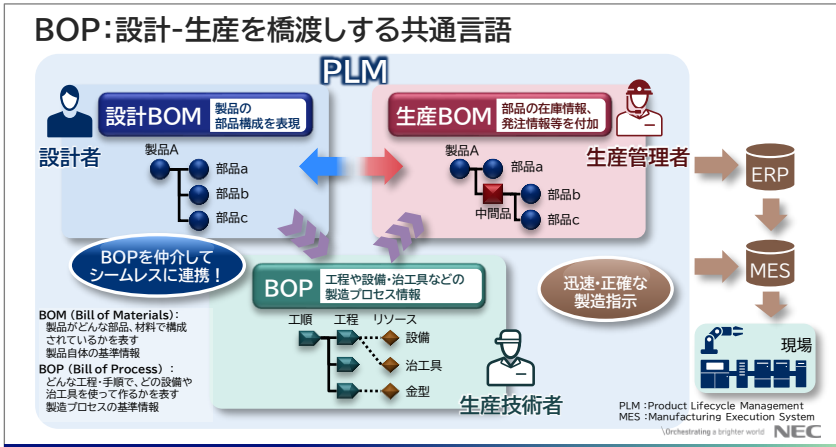 BOP：設計-生産を橋渡しする共通言語
PLM
設計BOM
製品の
部品構成を表現
設計者
製品A
部品a
部品b
部品c
生産BOM
部品の在庫情報、
発注情報等を付加
生産管理者
製品A
部品a
中間品
部品b
部品c
ERP
MES
BOPを仲介して
シームレスに連携！
BOP
工程や設備・治工具などの
製造プロセス情報
工順
工程
リソース
設備
治工具
金型
生産技術者
迅速・正確な
製造指示
現場
BOM (Bill of Materials)：
製品がどんな部品、材料で構成
されているかを表す
製品自体の基準情報
BOP (Bill of Process)：
どんな工程・手順で、どの設備や
治工具を使って作るかを表す
製造プロセスの基準情報
PLM：Product Lifecycle Management
MES：Manufacturing Execution System
\Orchestrating a brighter world
NEC